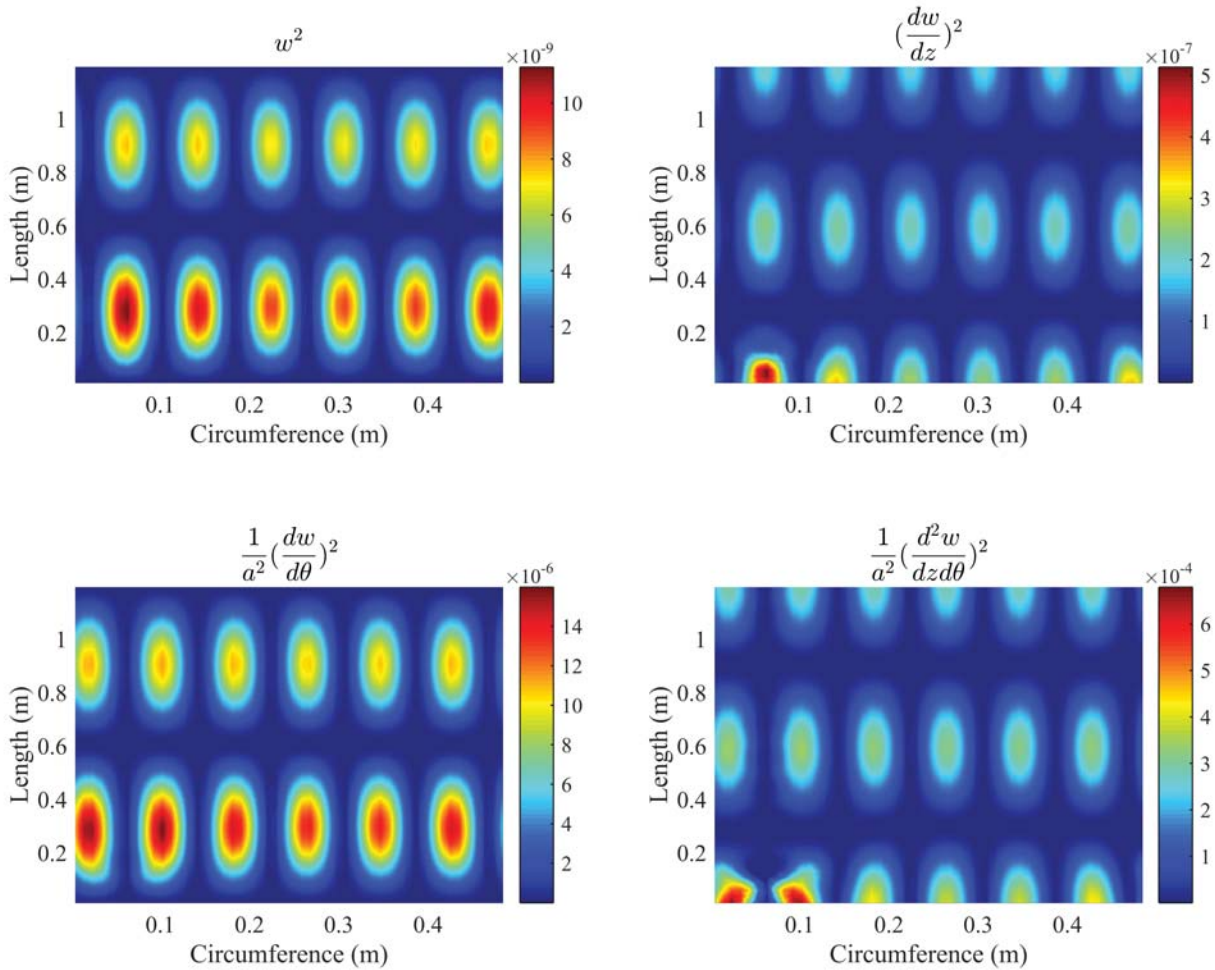 w²
×10⁻⁹
10
8
6
4
2
1
0.8
0.6
0.4
0.2
Length (m)
0.1 0.2 0.3 0.4
Circumference (m)
(dw/dz)²
×10⁻⁷
5
4
3
2
1
1
0.8
0.6
0.4
0.2
Length (m)
0.1 0.2 0.3 0.4
Circumference (m)
1/a² (dw/dθ)²
×10⁻⁶
14
12
10
8
6
4
2
1
0.8
0.6
0.4
0.2
Length (m)
0.1 0.2 0.3 0.4
Circumference (m)
1/a² (d²w/dzdθ)²
×10⁻⁴
6
5
4
3
2
1
1
0.8
0.6
0.4
0.2
Length (m)
0.1 0.2 0.3 0.4
Circumference (m)